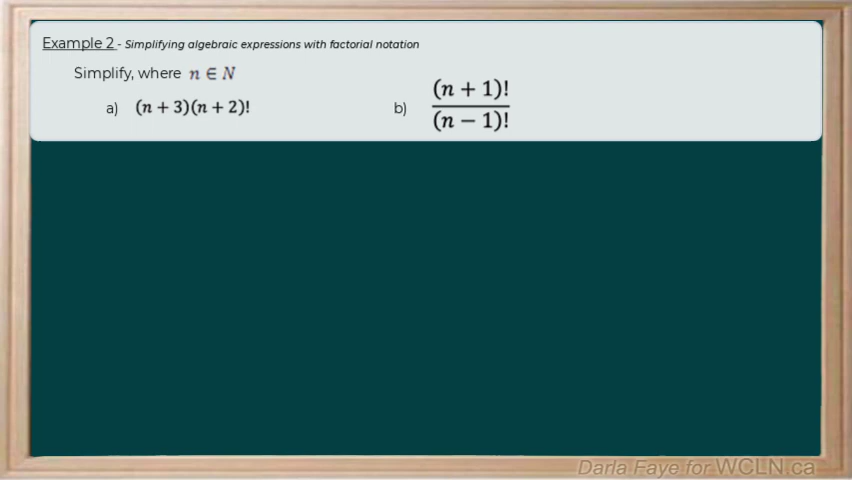 Example 2 - Simplifying algebraic expressions with factorial notation
Simplify, where n ∈ N
a) (n + 3)(n + 2)!
b) (n + 1)! / (n − 1)!
Darla Faye for WCLN.ca